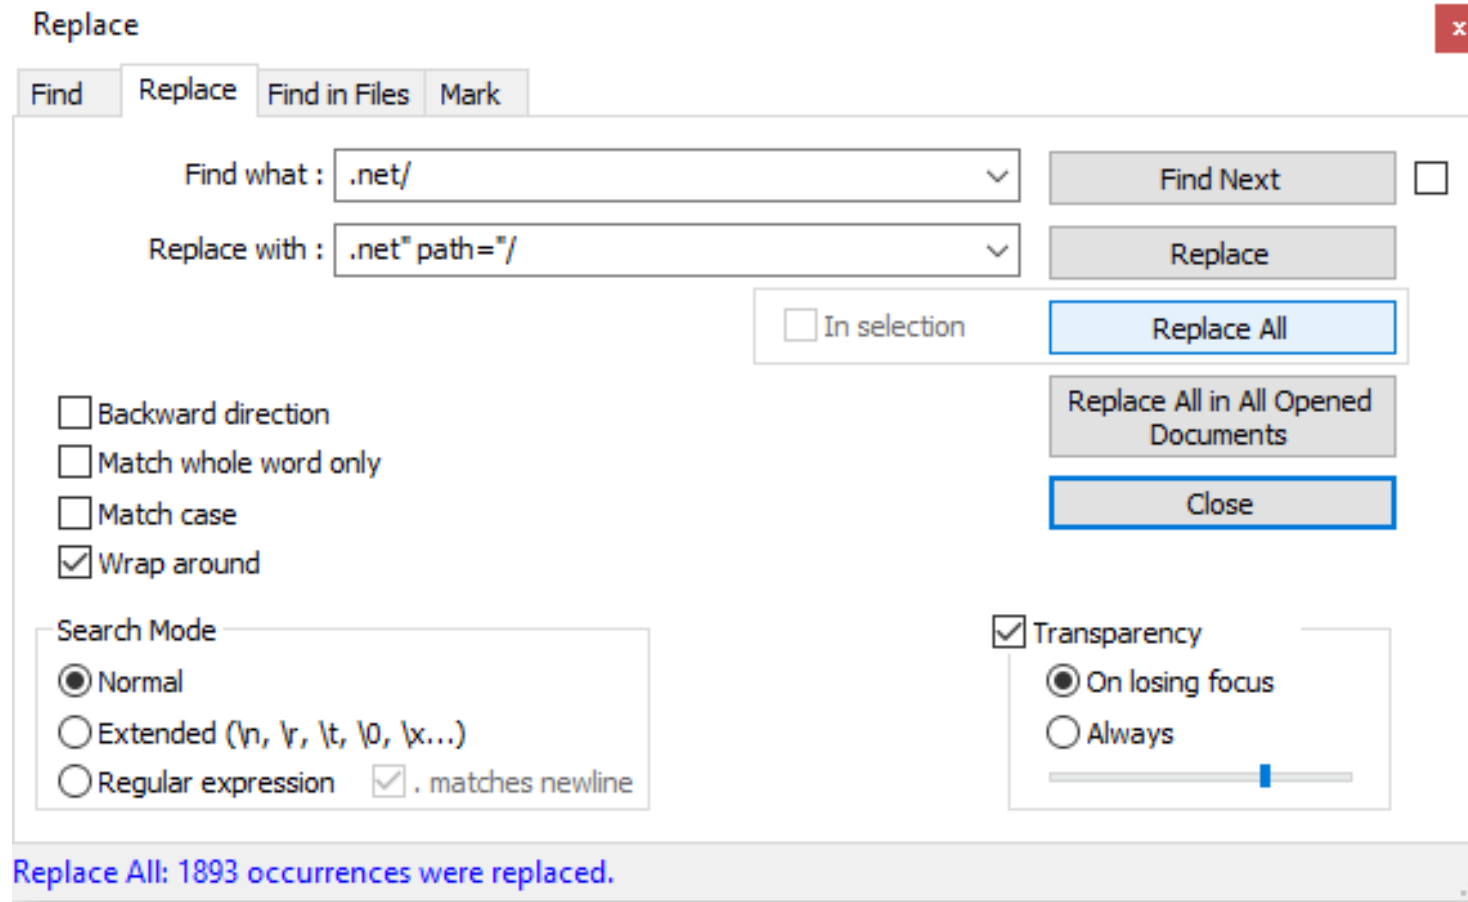 Replace
x
Find Replace Find in Files Mark
Find what : .net/ Find Next
Replace with : .net" path="/ Replace
In selection Replace All
Replace All in All Opened
Documents
Backward direction
Match whole word only
Close
Match case
Wrap around
Search Mode
Transparency
Normal On losing focus
Extended (\n, \r, \t, \0, \x...) Always
Regular expression . matches newline
Replace All: 1893 occurrences were replaced.